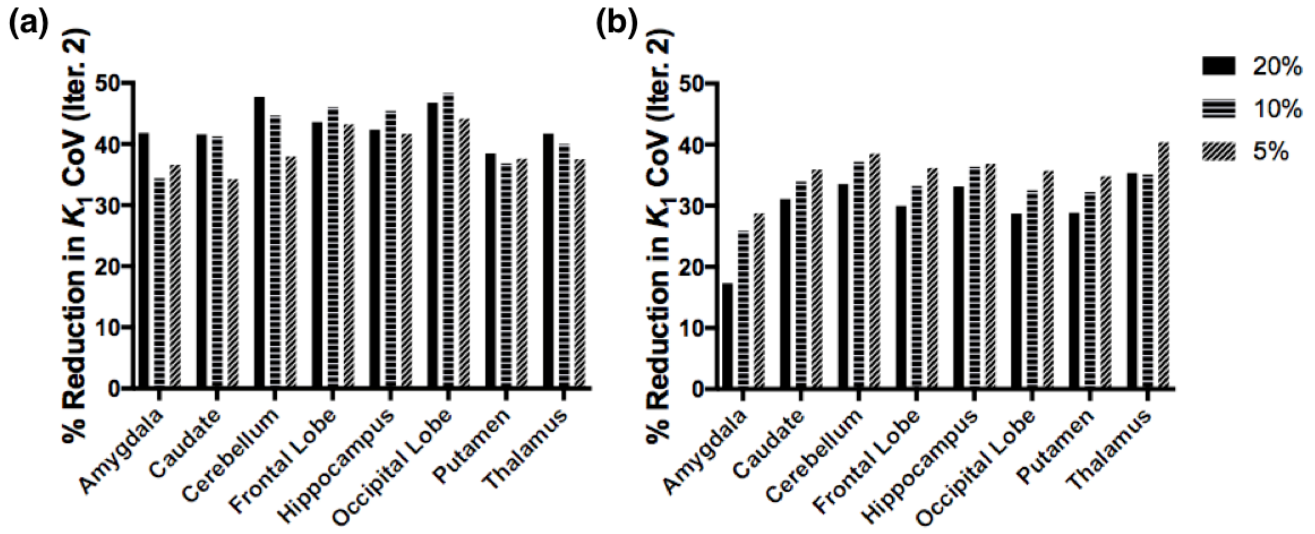 (a)
% Reduction in K1 CoV (Iter. 2)
50
40
30
20
10
0
Amygdala
Caudate
Cerebellum
Frontal Lobe
Hippocampus
Occipital Lobe
Putamen
Thalamus
(b)
% Reduction in K1 CoV (Iter. 2)
50
40
30
20
10
0
Amygdala
Caudate
Cerebellum
Frontal Lobe
Hippocampus
Occipital Lobe
Putamen
Thalamus
20%
10%
5%